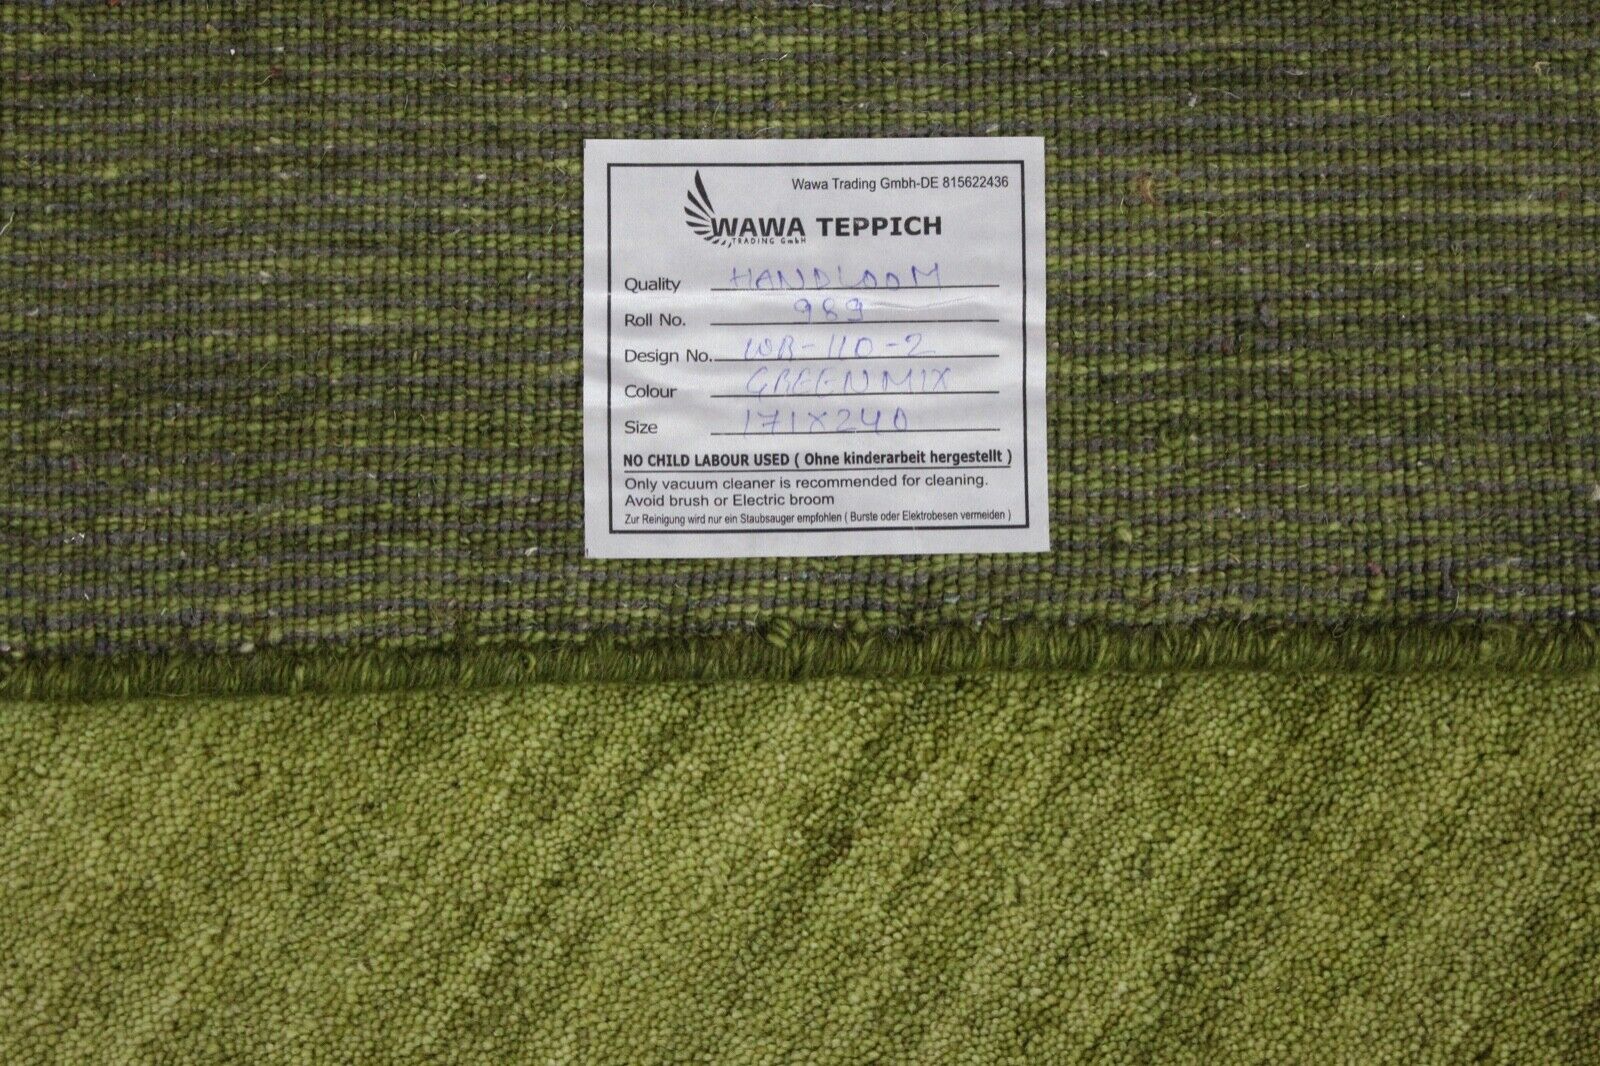 Wawa Trading Gmbh-DE 815622436
WAWA TEPPICH
TRADING GmbH
Quality HANDLOOM
Roll No. 989
Design No. WB-110-2
Colour GREENMIX
Size 171X240
NO CHILD LABOUR USED ( Ohne kinderarbeit hergestellt )
Only vacuum cleaner is recommended for cleaning.
Avoid brush or Electric broom
Zur Reinigung wird nur ein Staubsauger empfohlen ( Burste oder Elektrobesen vermeiden )